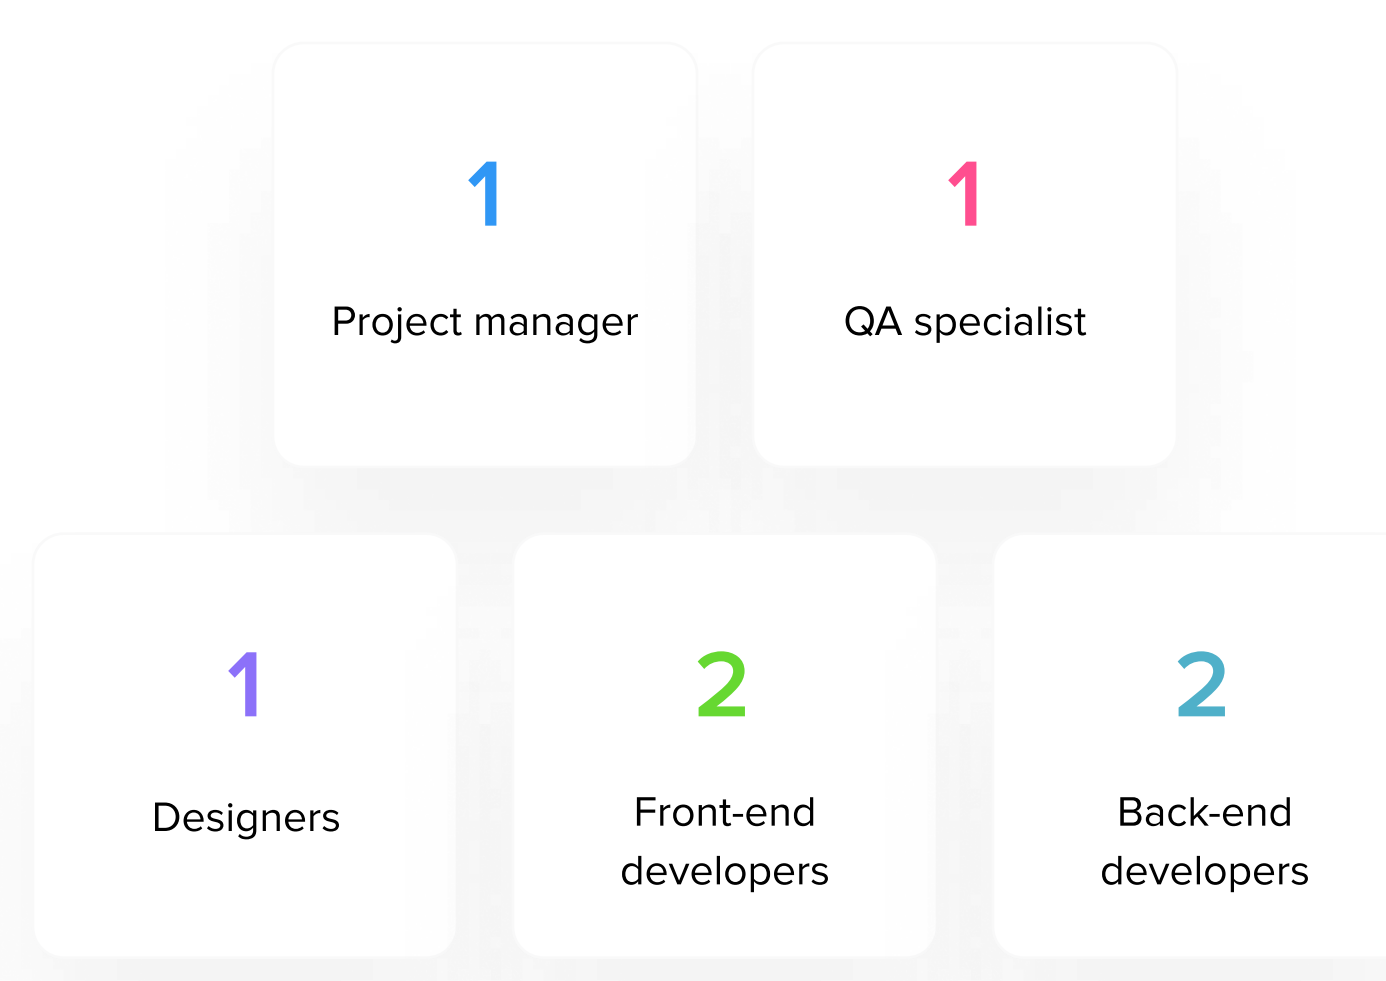 1
Project manager
1
QA specialist
1
Designers
2
Front-end
developers
2
Back-end
developers